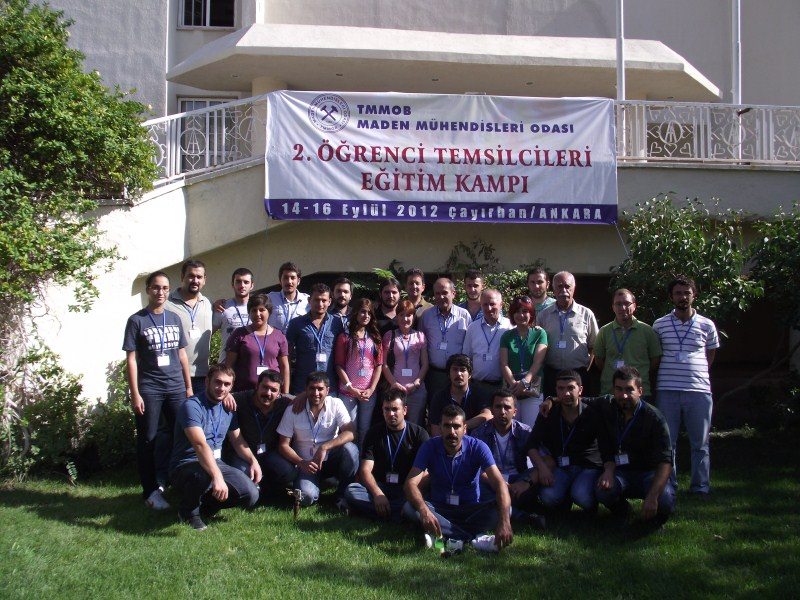 TMMOB
MADEN MÜHENDİSLERİ ODASI
2. ÖĞRENCİ TEMSİLCİLERİ
EĞİTİM KAMPI
14-16 Eylül 2012 Çayırhan/ANKARA